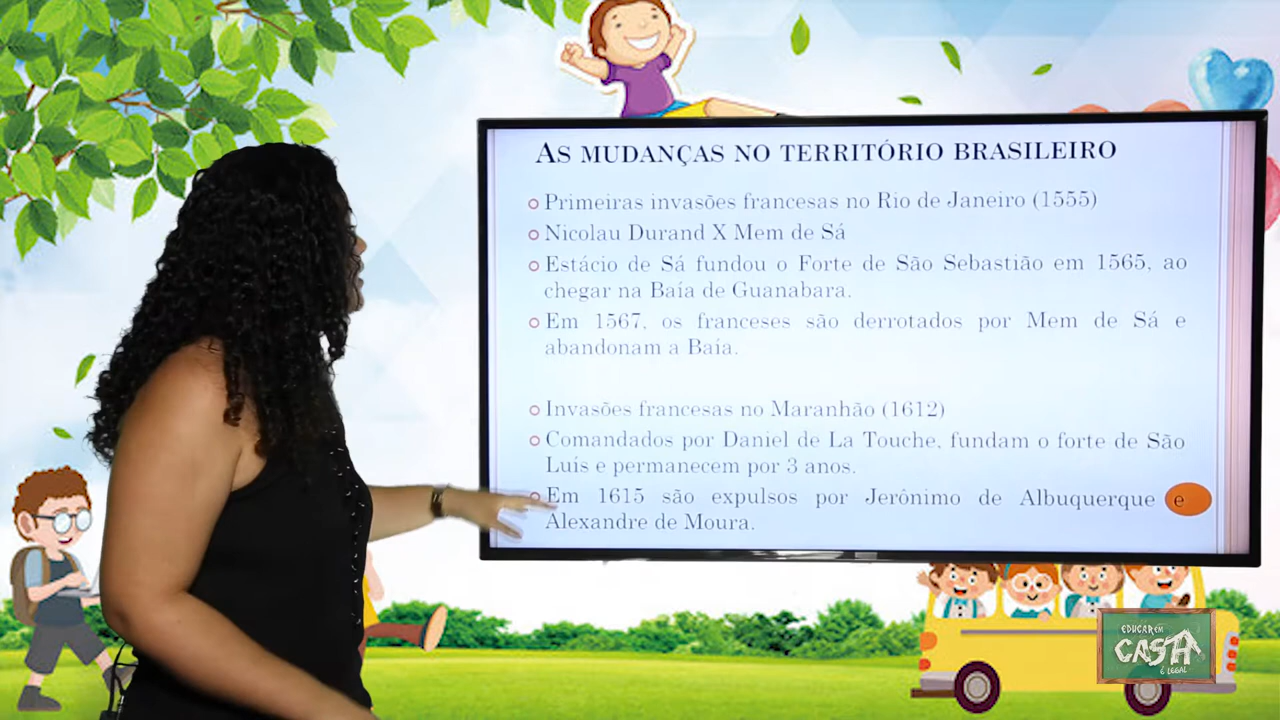 AS MUDANÇAS NO TERRITÓRIO BRASILEIRO
Primeiras invasões francesas no Rio de Janeiro (1555)
Nicolau Durand X Mem de Sá
Estácio de Sá fundou o Forte de São Sebastião em 1565, ao
chegar na Baía de Guanabara.
Em 1567, os franceses são derrotados por Mem de Sá e
abandonam a Baía.
Invasões francesas no Maranhão (1612)
Comandados por Daniel de La Touche, fundam o forte de São
Luís e permanecem por 3 anos.
Em 1615 são expulsos por Jerônimo de Albuquerque e
Alexandre de Moura.
EDUCAR EM
CASA
É LEGAL